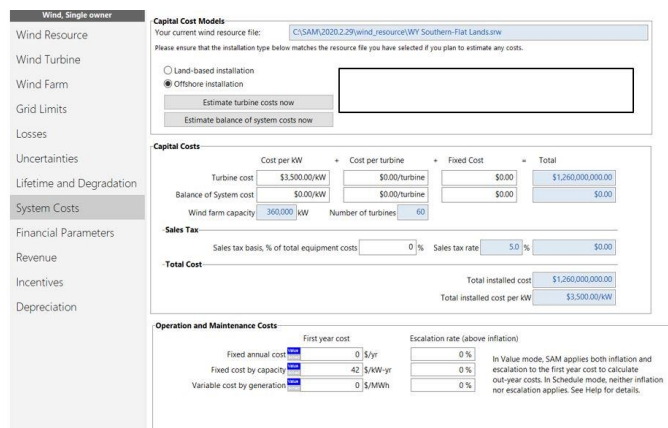 Wind, Single owner
Wind Resource
Wind Turbine
Wind Farm
Grid Limits
Losses
Uncertainties
Lifetime and Degradation
System Costs
Financial Parameters
Revenue
Incentives
Depreciation
Capital Cost Models
Your current wind resource file: C:\SAM\2020.2.29\wind_resource\WY Southern-Flat Lands.srw
Please ensure that the installation type below matches the resource file you have selected if you plan to estimate any costs.
Land-based installation
Offshore installation
Estimate turbine costs now
Estimate balance of system costs now
Capital Costs
Cost per kW + Cost per turbine + Fixed Cost = Total
Turbine cost $3,500.00/kW $0.00/turbine $0.00 $1,260,000,000.00
Balance of System cost $0.00/kW $0.00/turbine $0.00 $0.00
Wind farm capacity 360,000 kW Number of turbines 60
Sales Tax
Sales tax basis, % of total equipment costs 0 % Sales tax rate 5.0 % $0.00
Total Cost
Total installed cost $1,260,000,000.00
Total installed cost per kW $3,500.00/kW
Operation and Maintenance Costs
First year cost Escalation rate (above inflation)
Fixed annual cost Value 0 $/yr 0 %
Fixed cost by capacity Value 42 $/kW-yr 0 %
Variable cost by generation Value 0 $/MWh 0 %
In Value mode, SAM applies both inflation and
escalation to the first year cost to calculate
out-year costs. In Schedule mode, neither inflation
nor escalation applies. See Help for details.